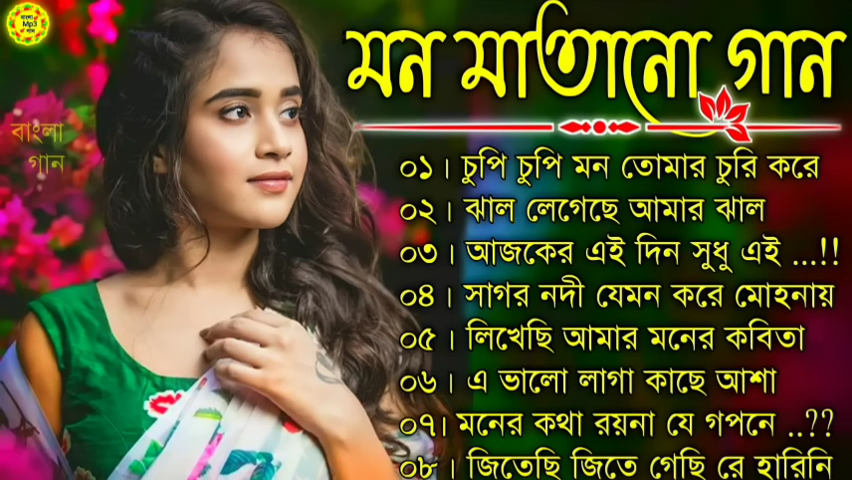 বাংলা
Mp3
গান
মন মাতানো গান
বাংলা
গান
০১। চুপি চুপি মন তোমার চুরি করে
০২। ঝাল লেগেছে আমার ঝাল
০৩। আজকের এই দিন সুধু এই ...!!
০৪। সাগর নদী যেমন করে মোহনায়
০৫। লিখেছি আমার মনের কবিতা
০৬। এ ভালো লাগা কাছে আশা
০৭। মনের কথা রয়না যে গপনে ..??
০৮। জিতেছি জিতে গেছি রে হারিনি